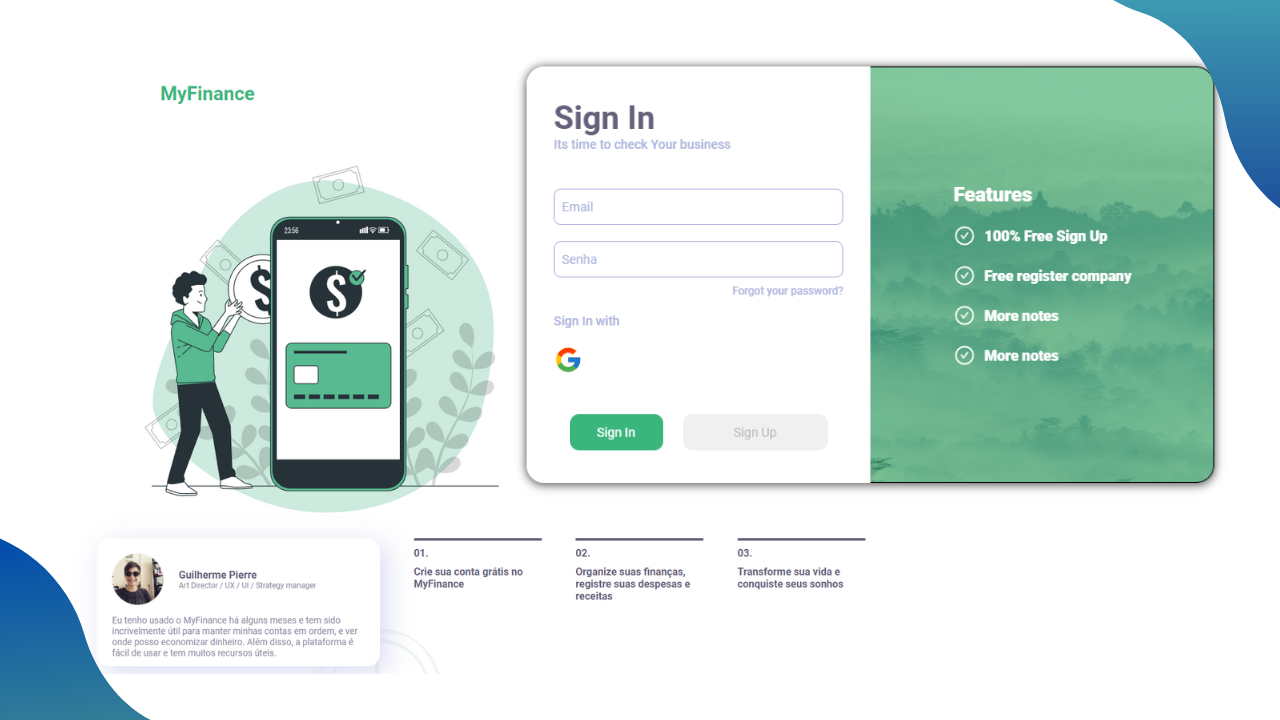 MyFinance
23:56
$
$
Sign In
Its time to check Your business
Email
Senha
Forgot your password?
Sign In with
Sign In
Sign Up
Features
100% Free Sign Up
Free register company
More notes
More notes
Guilherme Pierre
Art Director / UX / UI / Strategy manager
Eu tenho usado o MyFinance há alguns meses e tem sido
incrivelmente útil para manter minhas contas em ordem, e ver
onde posso economizar dinheiro. Além disso, a plataforma é
fácil de usar e tem muitos recursos úteis.
01.
Crie sua conta grátis no
MyFinance
02.
Organize suas finanças,
registre suas despesas e
receitas
03.
Transforme sua vida e
conquiste seus sonhos